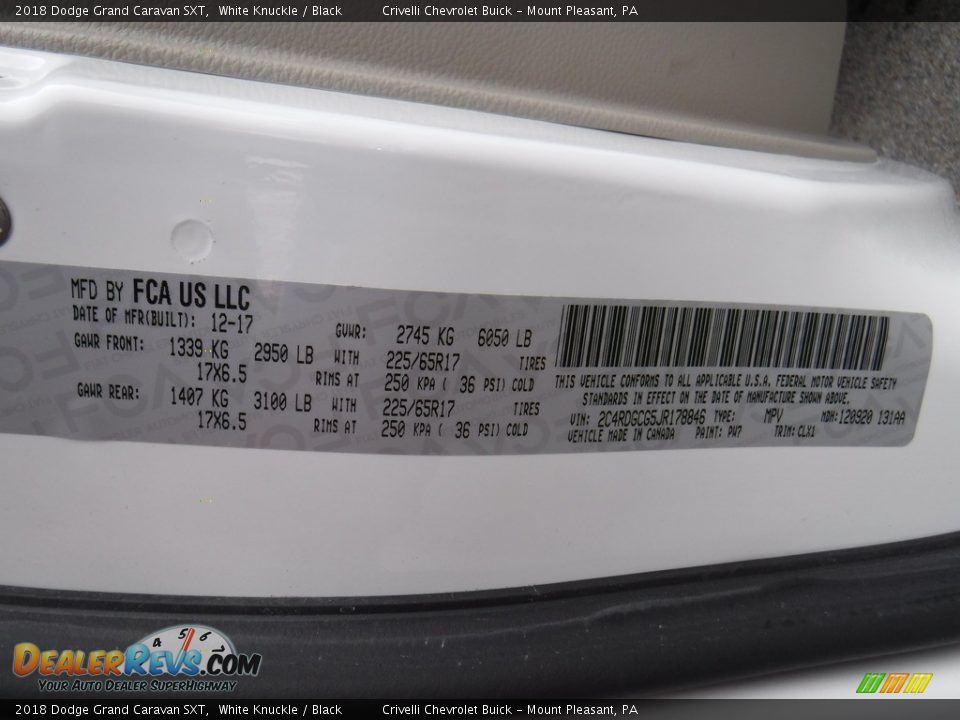 2018 Dodge Grand Caravan SXT, White Knuckle / Black Crivelli Chevrolet Buick - Mount Pleasant, PA
MFD BY FCA US LLC
DATE OF MFR(BUILT): 12-17
GVWR: 2745 KG 6050 LB
GAWR FRONT: 1339 KG 2950 LB WITH 225/65R17 TIRES
17X6.5 RIMS AT 250 KPA ( 36 PSI) COLD
GAWR REAR: 1407 KG 3100 LB WITH 225/65R17 TIRES
17X6.5 RIMS AT 250 KPA ( 36 PSI) COLD
THIS VEHICLE CONFORMS TO ALL APPLICABLE U.S.A. FEDERAL MOTOR VEHICLE SAFETY
STANDARDS IN EFFECT ON THE DATE OF MANUFACTURE SHOWN ABOVE.
VIN: 2C4RDGCG5JR178846 TYPE: MPV MDH:120920 131AA
VEHICLE MADE IN CANADA PAINT: PW7 TRIM: CLX1
DEALERREVS.COM
4 5 6
YOUR AUTO DEALER SUPERHIGHWAY
2018 Dodge Grand Caravan SXT, White Knuckle / Black Crivelli Chevrolet Buick - Mount Pleasant, PA